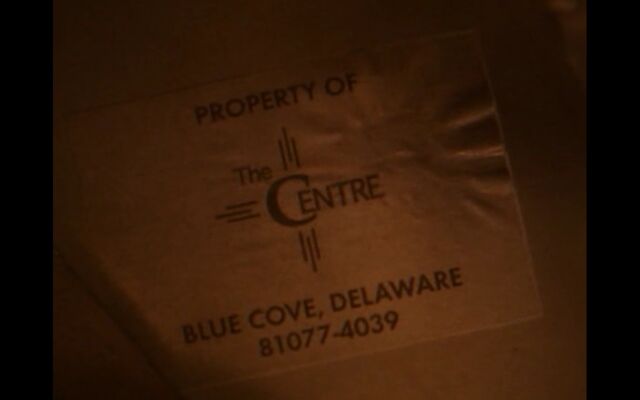 PROPERTY OF
The
CENTRE
BLUE COVE, DELAWARE
81077-4039